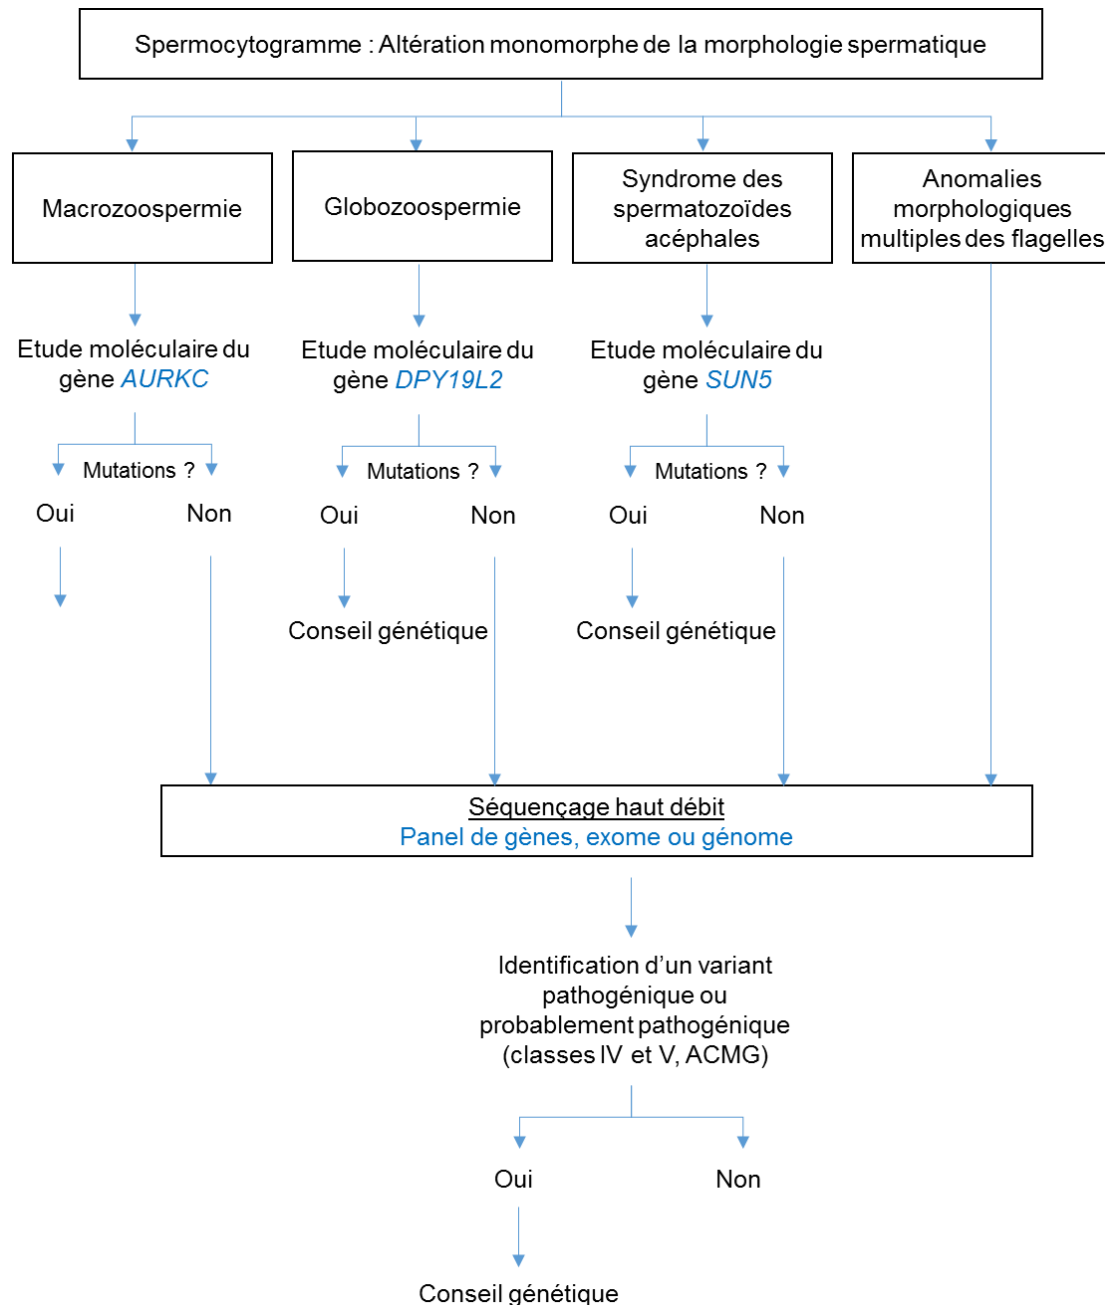 Spermocytogramme : Altération monomorphe de la morphologie spermatique
Macrozoospermie
Globozoospermie
Syndrome des
spermatozoïdes
acéphales
Anomalies
morphologiques
multiples des flagelles
Etude moléculaire du
gène AURKC
Etude moléculaire du
gène DPY19L2
Etude moléculaire du
gène SUN5
Mutations ?
Mutations ?
Mutations ?
Oui
Non
Oui
Non
Oui
Non
Conseil génétique
Conseil génétique
Séquençage haut débit
Panel de gènes, exome ou génome
Identification d’un variant
pathogénique ou
probablement pathogénique
(classes IV et V, ACMG)
Oui
Non
Conseil génétique